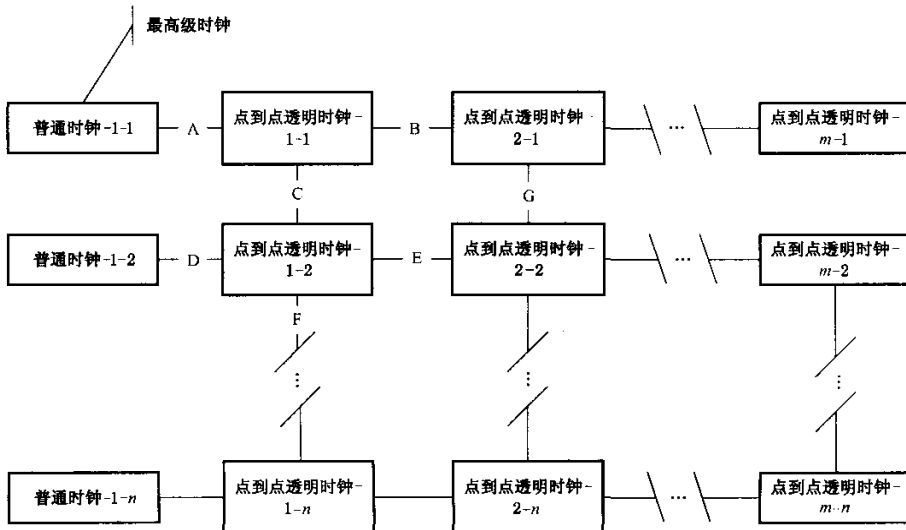 最高级时钟
普通时钟-1-1
A
点到点透明时钟-
1-1
B
点到点透明时钟-
2-1
...
点到点透明时钟-
m-1
C
G
普通时钟-1-2
D
点到点透明时钟-
1-2
E
点到点透明时钟-
2-2
...
点到点透明时钟-
m-2
F
...
...
...
普通时钟-1-n
点到点透明时钟-
1-n
点到点透明时钟-
2-n
...
点到点透明时钟-
m-n